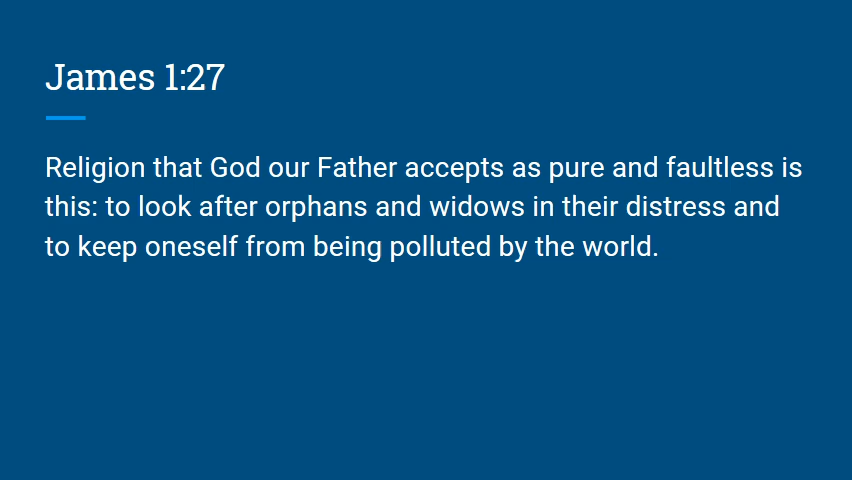 James 1:27
Religion that God our Father accepts as pure and faultless is
this: to look after orphans and widows in their distress and
to keep oneself from being polluted by the world.